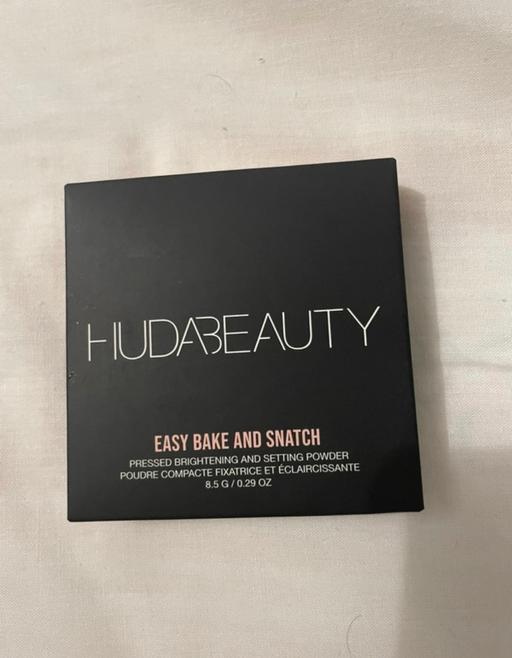 HUDABEAUTY
EASY BAKE AND SNATCH
PRESSED BRIGHTENING AND SETTING POWDER
POUDRE COMPACTE FIXATRICE ET ÉCLAIRCISSANTE
8.5 G / 0.29 OZ